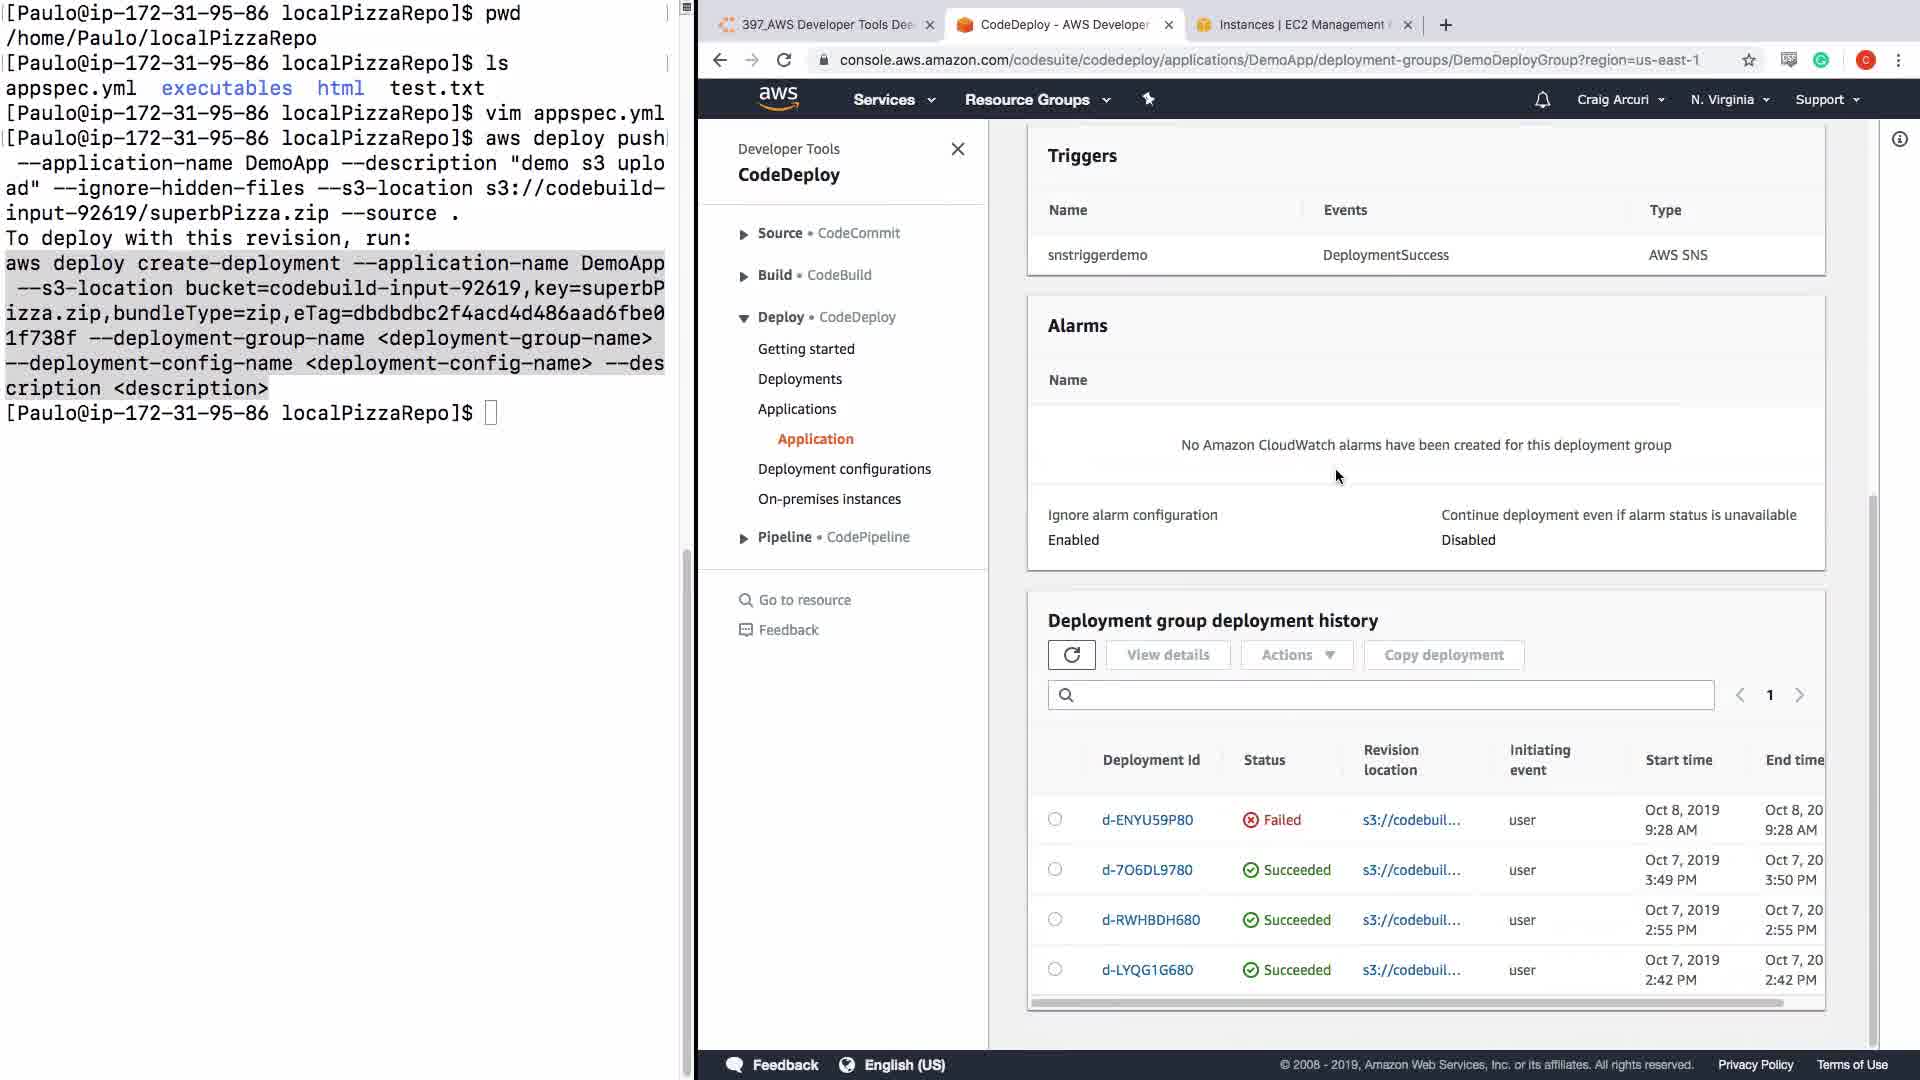 [Paulo@ip-172-31-95-86 localPizzaRepo]$ pwd
/home/Paulo/localPizzaRepo
[Paulo@ip-172-31-95-86 localPizzaRepo]$ ls
appspec.yml  executables  html  test.txt
[Paulo@ip-172-31-95-86 localPizzaRepo]$ vim appspec.yml
[Paulo@ip-172-31-95-86 localPizzaRepo]$ aws deploy push
--application-name DemoApp --description "demo s3 uplo
ad" --ignore-hidden-files --s3-location s3://codebuild-
input-92619/superbPizza.zip --source .
To deploy with this revision, run:
aws deploy create-deployment --application-name DemoApp
--s3-location bucket=codebuild-input-92619,key=superbP
izza.zip,bundleType=zip,eTag=dbdbdbc2f4acd4d486aad6fbe0
1f738f --deployment-group-name <deployment-group-name>
--deployment-config-name <deployment-config-name> --des
cription <description>
[Paulo@ip-172-31-95-86 localPizzaRepo]$
397_AWS Developer Tools Dee
CodeDeploy - AWS Developer
Instances | EC2 Management
console.aws.amazon.com/codesuite/codedeploy/applications/DemoApp/deployment-groups/DemoDeployGroup?region=us-east-1
C
aws
Services
Resource Groups
Craig Arcuri
N. Virginia
Support
Developer Tools
CodeDeploy
Source • CodeCommit
Build • CodeBuild
Deploy • CodeDeploy
Getting started
Deployments
Applications
Application
Deployment configurations
On-premises instances
Pipeline • CodePipeline
Go to resource
Feedback
Triggers
Name Events Type
snstriggerdemo DeploymentSuccess AWS SNS
Alarms
Name
No Amazon CloudWatch alarms have been created for this deployment group
Ignore alarm configuration
Enabled
Continue deployment even if alarm status is unavailable
Disabled
Deployment group deployment history
View details Actions Copy deployment
1
Deployment Id Status Revision location Initiating event Start time End time
d-ENYU59P80 Failed s3://codebuil... user Oct 8, 2019 9:28 AM Oct 8, 20 9:28 AM
d-7O6DL9780 Succeeded s3://codebuil... user Oct 7, 2019 3:49 PM Oct 7, 20 3:50 PM
d-RWHBDH680 Succeeded s3://codebuil... user Oct 7, 2019 2:55 PM Oct 7, 20 2:55 PM
d-LYQG1G680 Succeeded s3://codebuil... user Oct 7, 2019 2:42 PM Oct 7, 20 2:42 PM
Feedback
English (US)
© 2008 - 2019, Amazon Web Services, Inc. or its affiliates. All rights reserved.
Privacy Policy
Terms of Use